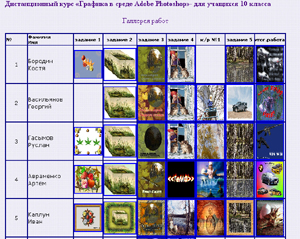 Дистанционный курс «Графика в среде Adobe Photoshop» для учащихся 10 класса
Галлерея работ
№ Фамилия Имя задание 1 задание 2 задание 3 задание 4 к/р №1 задание 5 итог.работа
1 Бородин Костя
2 Васильянов Георгий
3 Гасымов Руслан
4 Авраменко Артем
5 Каплун Иван